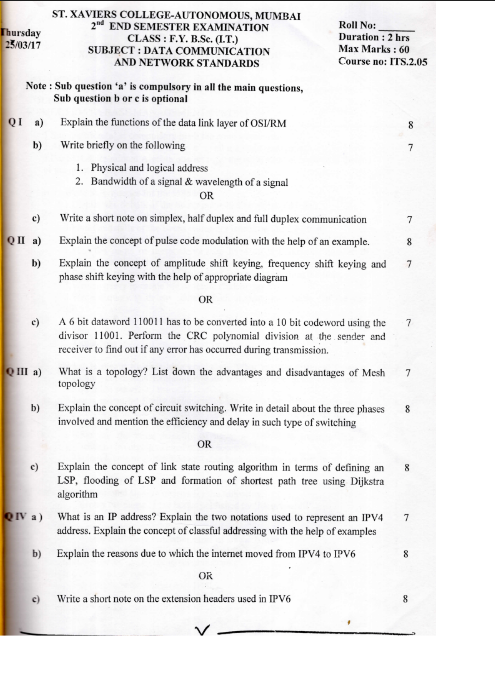 ST. XAVIERS COLLEGE-AUTONOMOUS, MUMBAI
2nd END SEMESTER EXAMINATION
CLASS : F.Y. B.Sc. (I.T.)
SUBJECT : DATA COMMUNICATION
AND NETWORK STANDARDS
Thursday
25/03/17
Roll No:
Duration : 2 hrs
Max Marks : 60
Course no: ITS.2.05
Note : Sub question ‘a’ is compulsory in all the main questions,
Sub question b or c is optional
Q I a) Explain the functions of the data link layer of OSI/RM 8
b) Write briefly on the following 7
1. Physical and logical address
2. Bandwidth of a signal & wavelength of a signal
OR
c) Write a short note on simplex, half duplex and full duplex communication 7
Q II a) Explain the concept of pulse code modulation with the help of an example. 8
b) Explain the concept of amplitude shift keying, frequency shift keying and 7
phase shift keying with the help of appropriate diagram
OR
c) A 6 bit dataword 110011 has to be converted into a 10 bit codeword using the 7
divisor 11001. Perform the CRC polynomial division at the sender and
receiver to find out if any error has occurred during transmission.
Q III a) What is a topology? List down the advantages and disadvantages of Mesh 7
topology
b) Explain the concept of circuit switching. Write in detail about the three phases 8
involved and mention the efficiency and delay in such type of switching
OR
c) Explain the concept of link state routing algorithm in terms of defining an 8
LSP, flooding of LSP and formation of shortest path tree using Dijkstra
algorithm
Q IV a ) What is an IP address? Explain the two notations used to represent an IPV4 7
address. Explain the concept of classful addressing with the help of examples
b) Explain the reasons due to which the internet moved from IPV4 to IPV6 8
OR
c) Write a short note on the extension headers used in IPV6 8